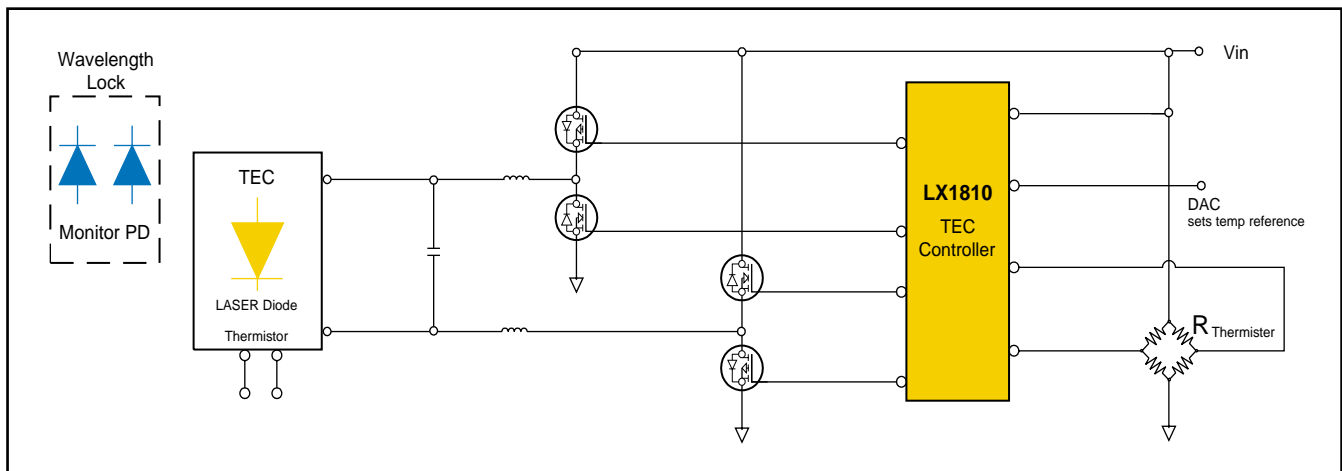 Wavelength
Lock
Monitor PD
TEC
LASER Diode
Thermistor
LX1810
TEC
Controller
Vin
DAC
sets temp reference
R Thermister